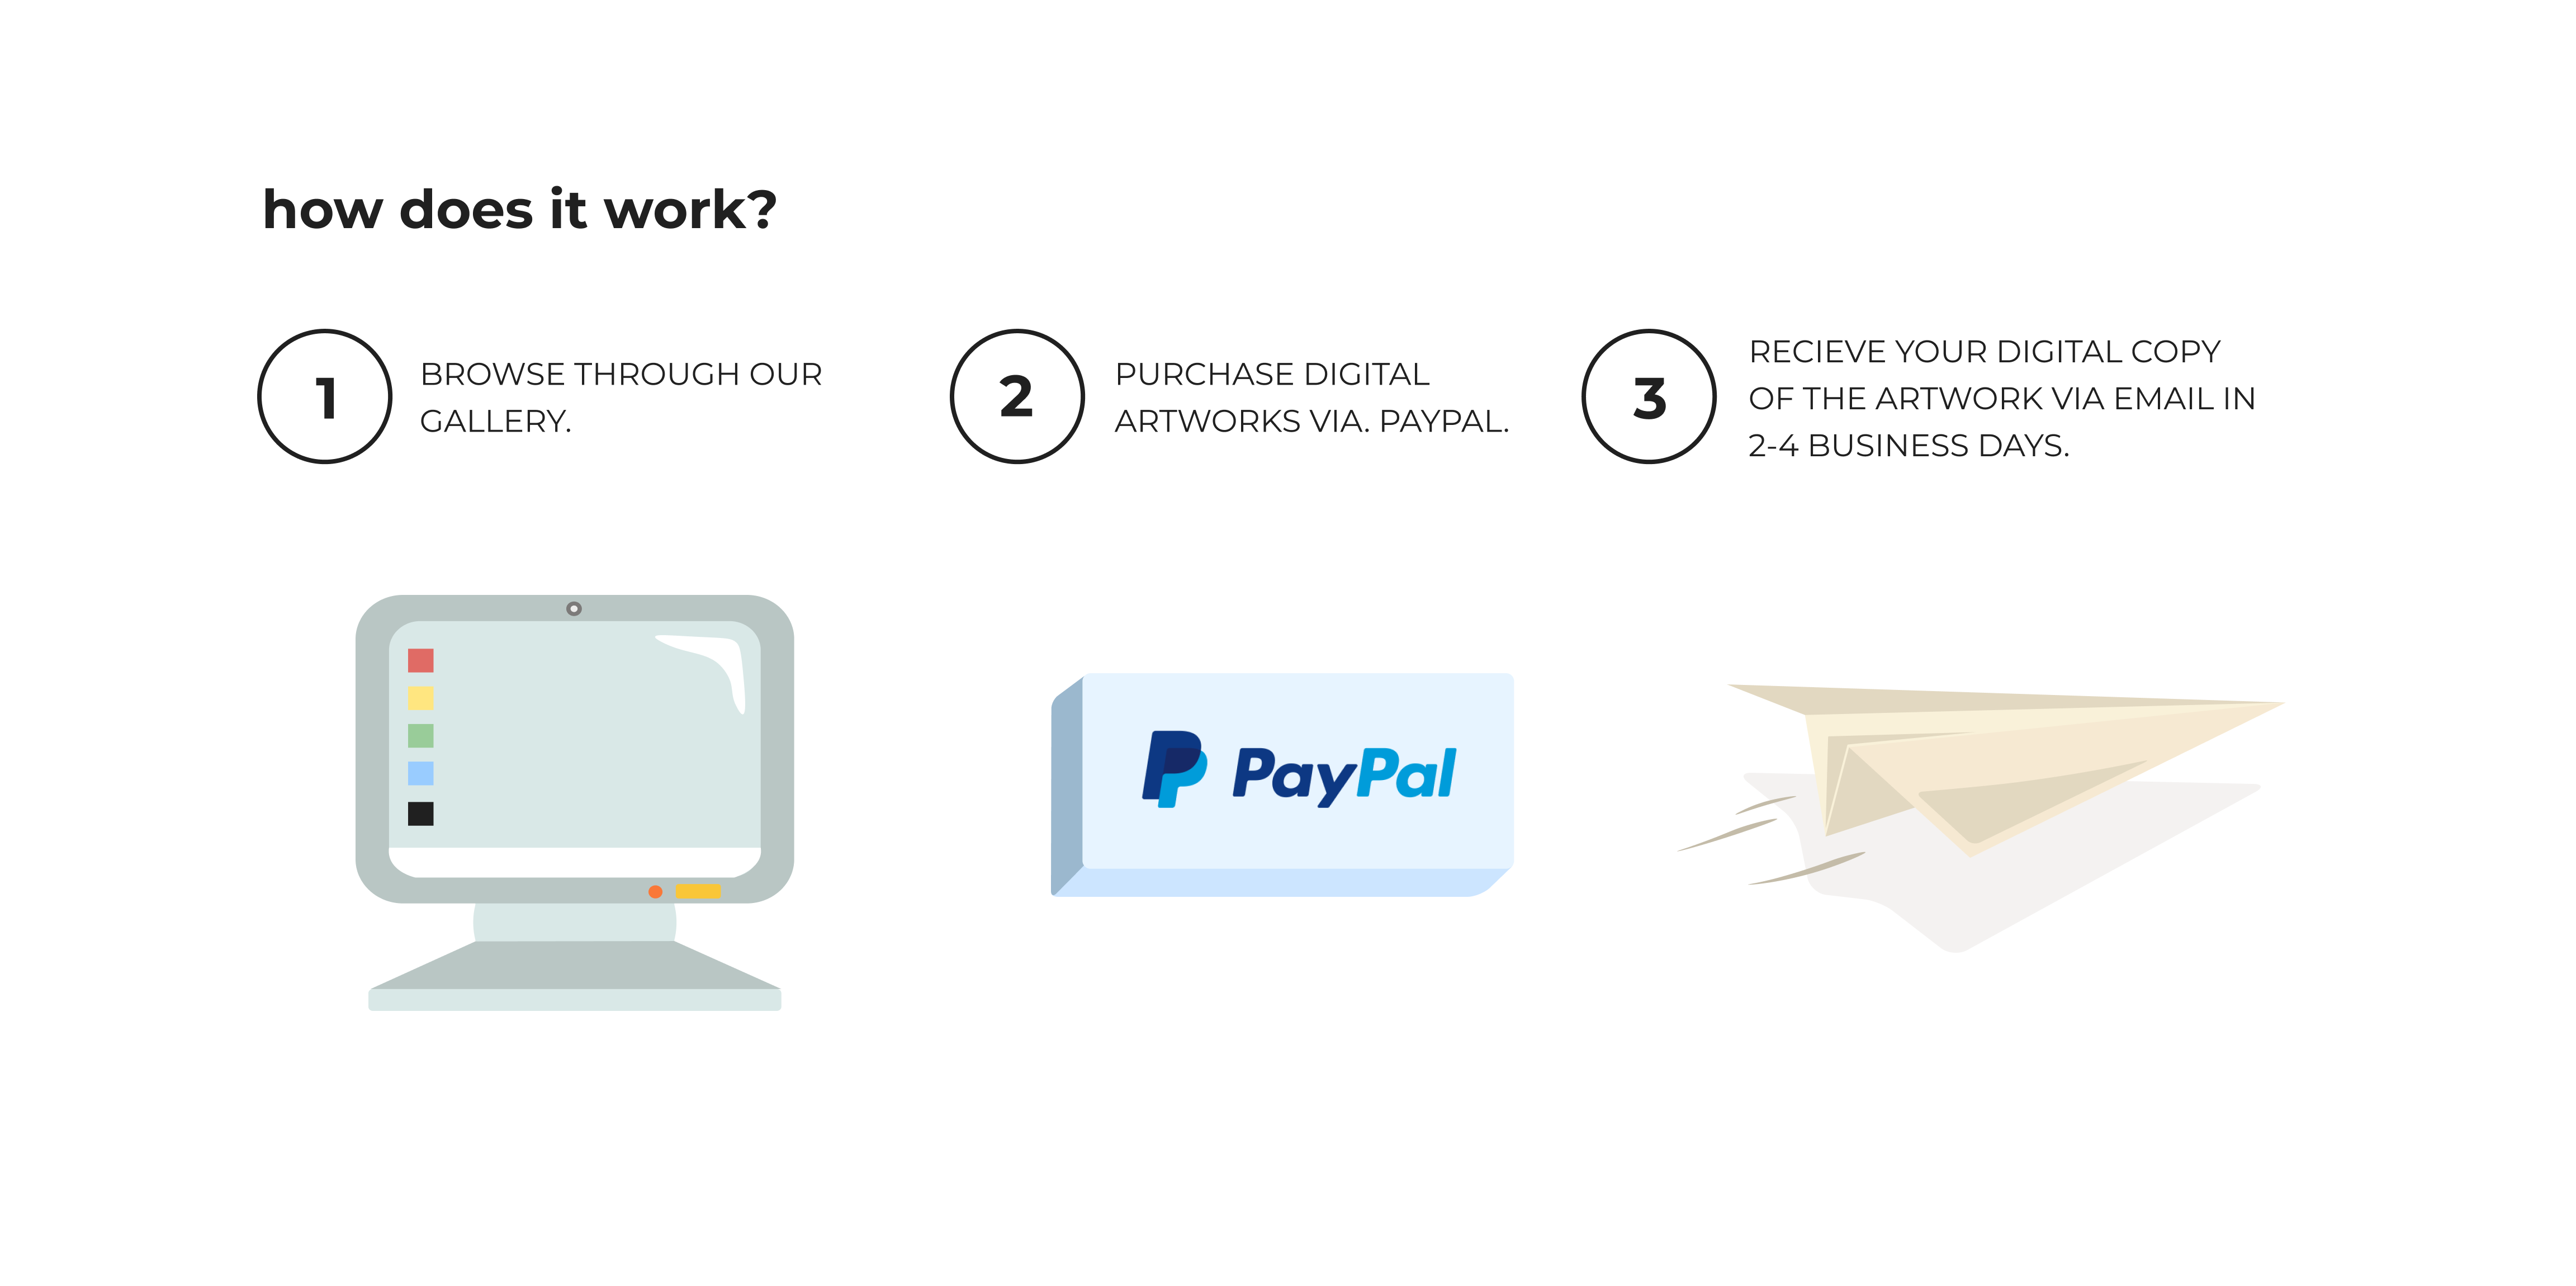 how does it work?
1
BROWSE THROUGH OUR
GALLERY.
2
PURCHASE DIGITAL
ARTWORKS VIA. PAYPAL.
3
RECIEVE YOUR DIGITAL COPY
OF THE ARTWORK VIA EMAIL IN
2-4 BUSINESS DAYS.
PayPal